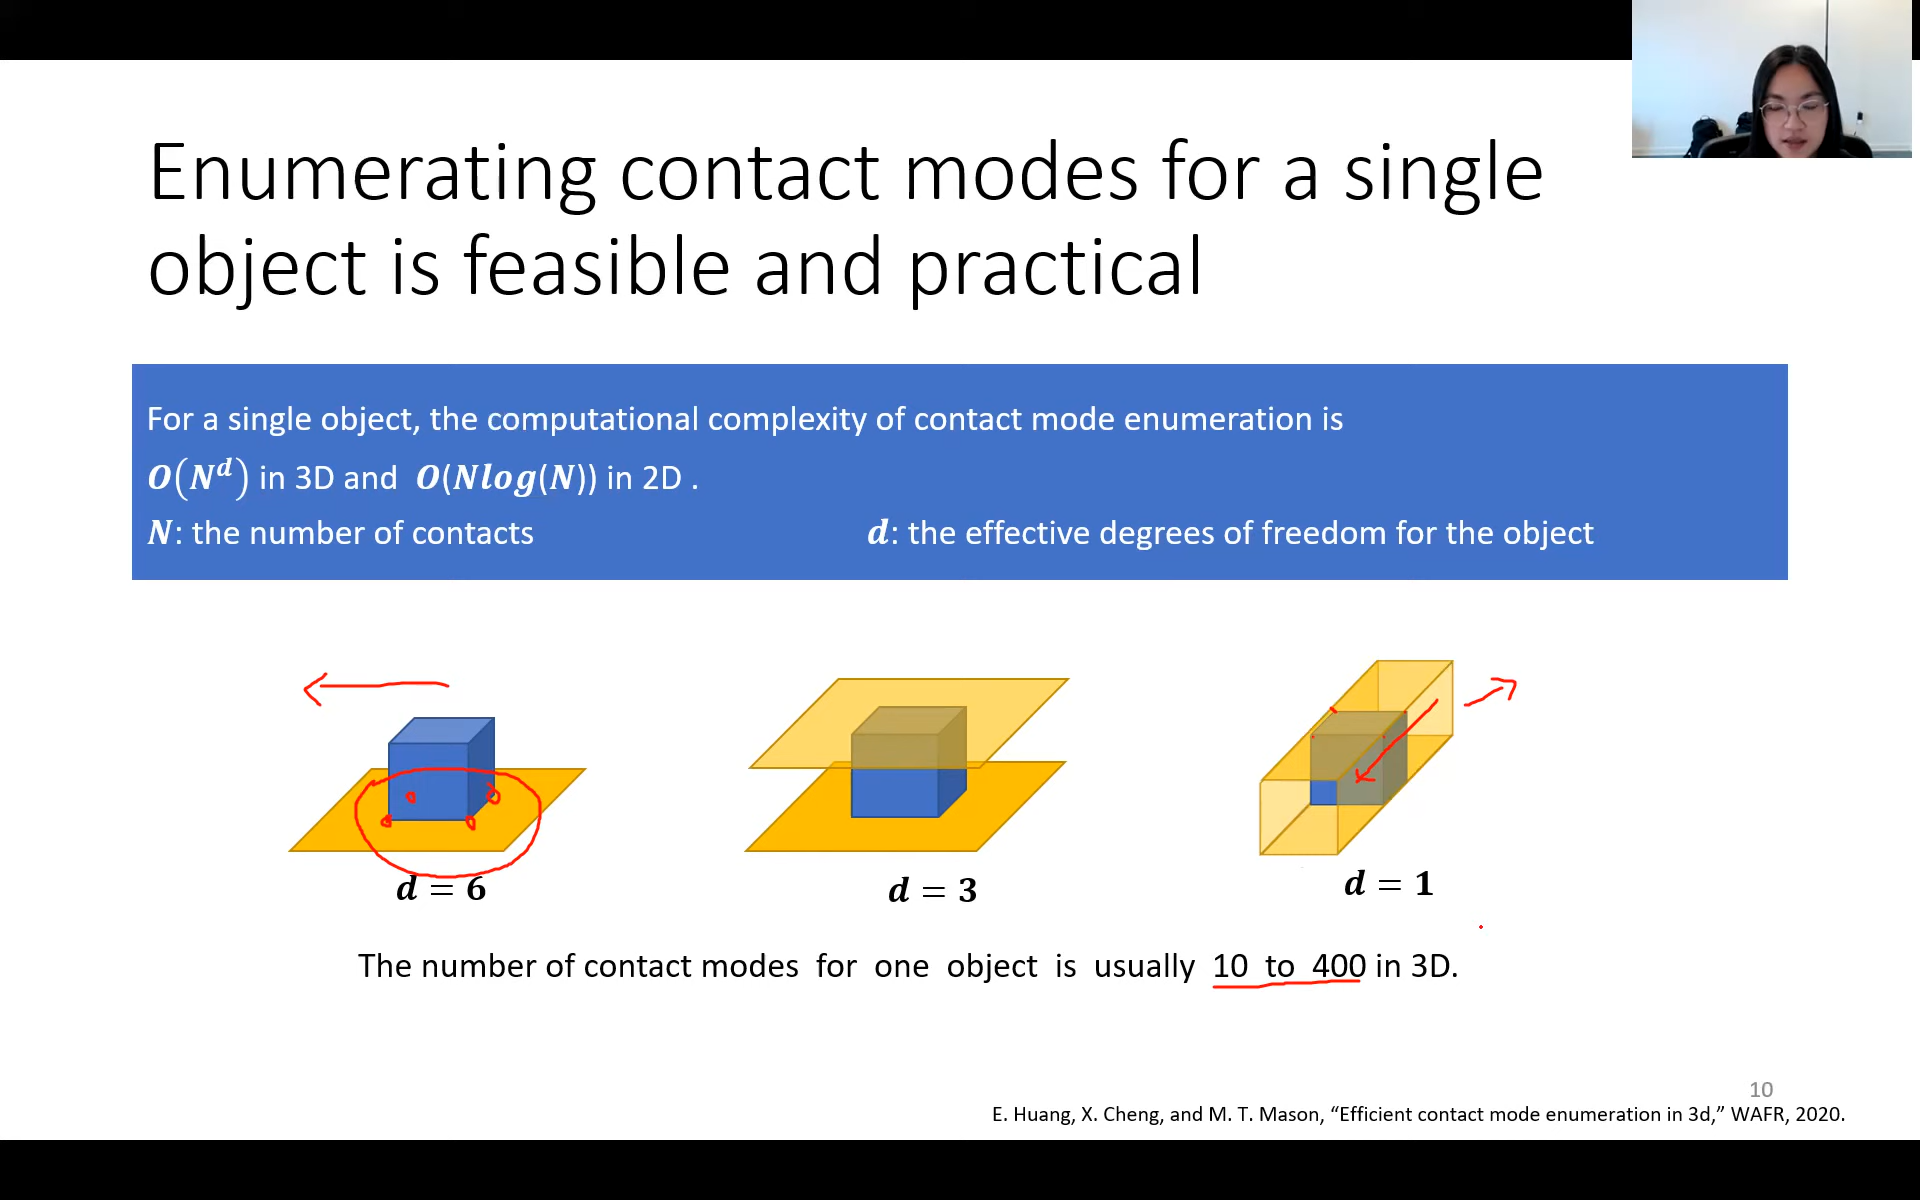 Enumerating contact modes for a single
object is feasible and practical
For a single object, the computational complexity of contact mode enumeration is
O(N^d) in 3D and O(Nlog(N)) in 2D .
N: the number of contacts
d: the effective degrees of freedom for the object
d = 6
d = 3
d = 1
The number of contact modes for one object is usually 10 to 400 in 3D.
10
E. Huang, X. Cheng, and M. T. Mason, “Efficient contact mode enumeration in 3d,” WAFR, 2020.